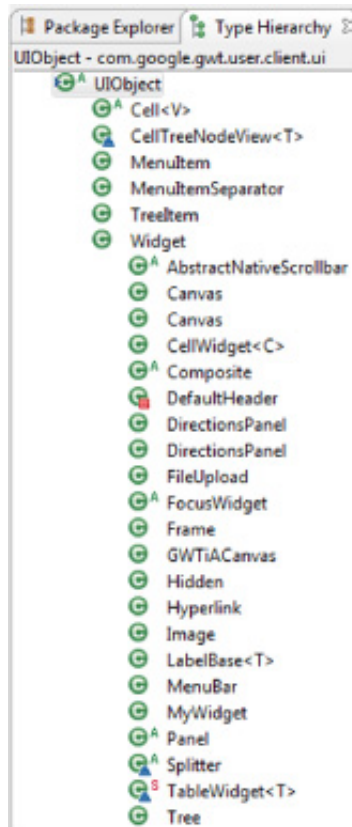 Package Explorer Type Hierarchy
UIObject - com.google.gwt.user.client.ui
A UIObject
A Cell<V>
CellTreeNodeView<T>
MenuItem
MenuItemSeparator
TreeItem
Widget
A AbstractNativeScrollbar
Canvas
Canvas
CellWidget<C>
A Composite
DefaultHeader
DirectionsPanel
DirectionsPanel
FileUpload
A FocusWidget
Frame
GWTiACanvas
Hidden
Hyperlink
Image
LabelBase<T>
MenuBar
MyWidget
A Panel
A Splitter
S TableWidget<T>
Tree